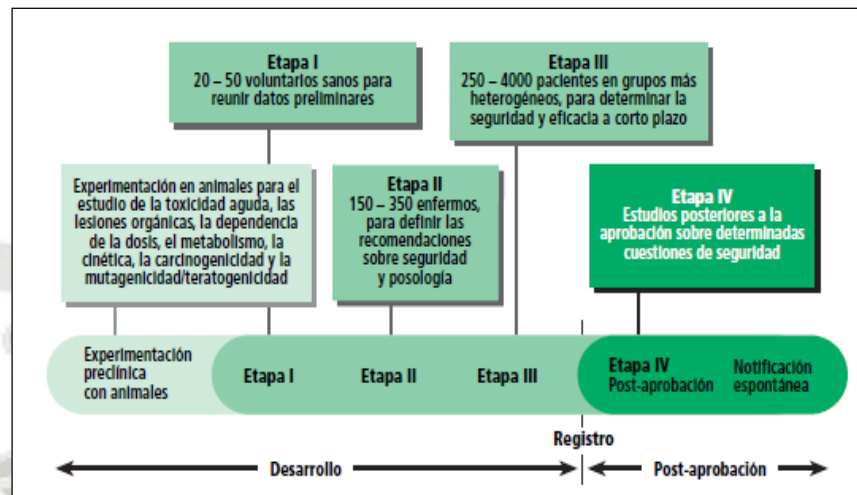 Etapa I
20 – 50 voluntarios sanos para
reunir datos preliminares
Etapa III
250 – 4000 pacientes en grupos más
heterogéneos, para determinar la
seguridad y eficacia a corto plazo
Experimentación en animales para el
estudio de la toxicidad aguda, las
lesiones orgánicas, la dependencia
de la dosis, el metabolismo, la
cinética, la carcinogenicidad y la
mutagenicidad/teratogenicidad
Etapa II
150 – 350 enfermos,
para definir las
recomendaciones
sobre seguridad
y posología
Etapa IV
Estudios posteriores a la
aprobación sobre determinadas
cuestiones de seguridad
Experimentación
preclínica
con animales
Etapa I
Etapa II
Etapa III
Etapa IV
Post-aprobación
Notificación
espontánea
Registro
Desarrollo
Post-aprobación